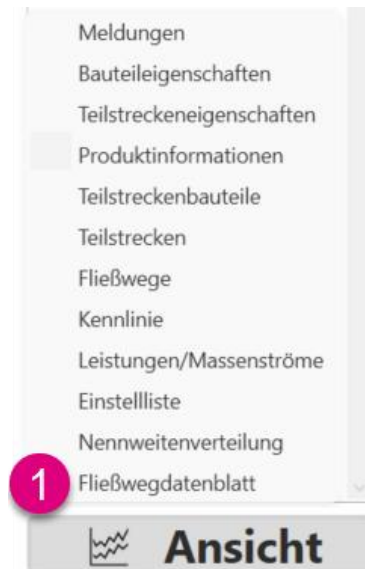 Meldungen
Bauteileigenschaften
Teilstreckeneigenschaften
Produktinformationen
Teilstreckenbauteile
Teilstrecken
Fließwege
Kennlinie
Leistungen/Massenströme
Einstellliste
Nennweitenverteilung
1 Fließwegdatenblatt
Ansicht